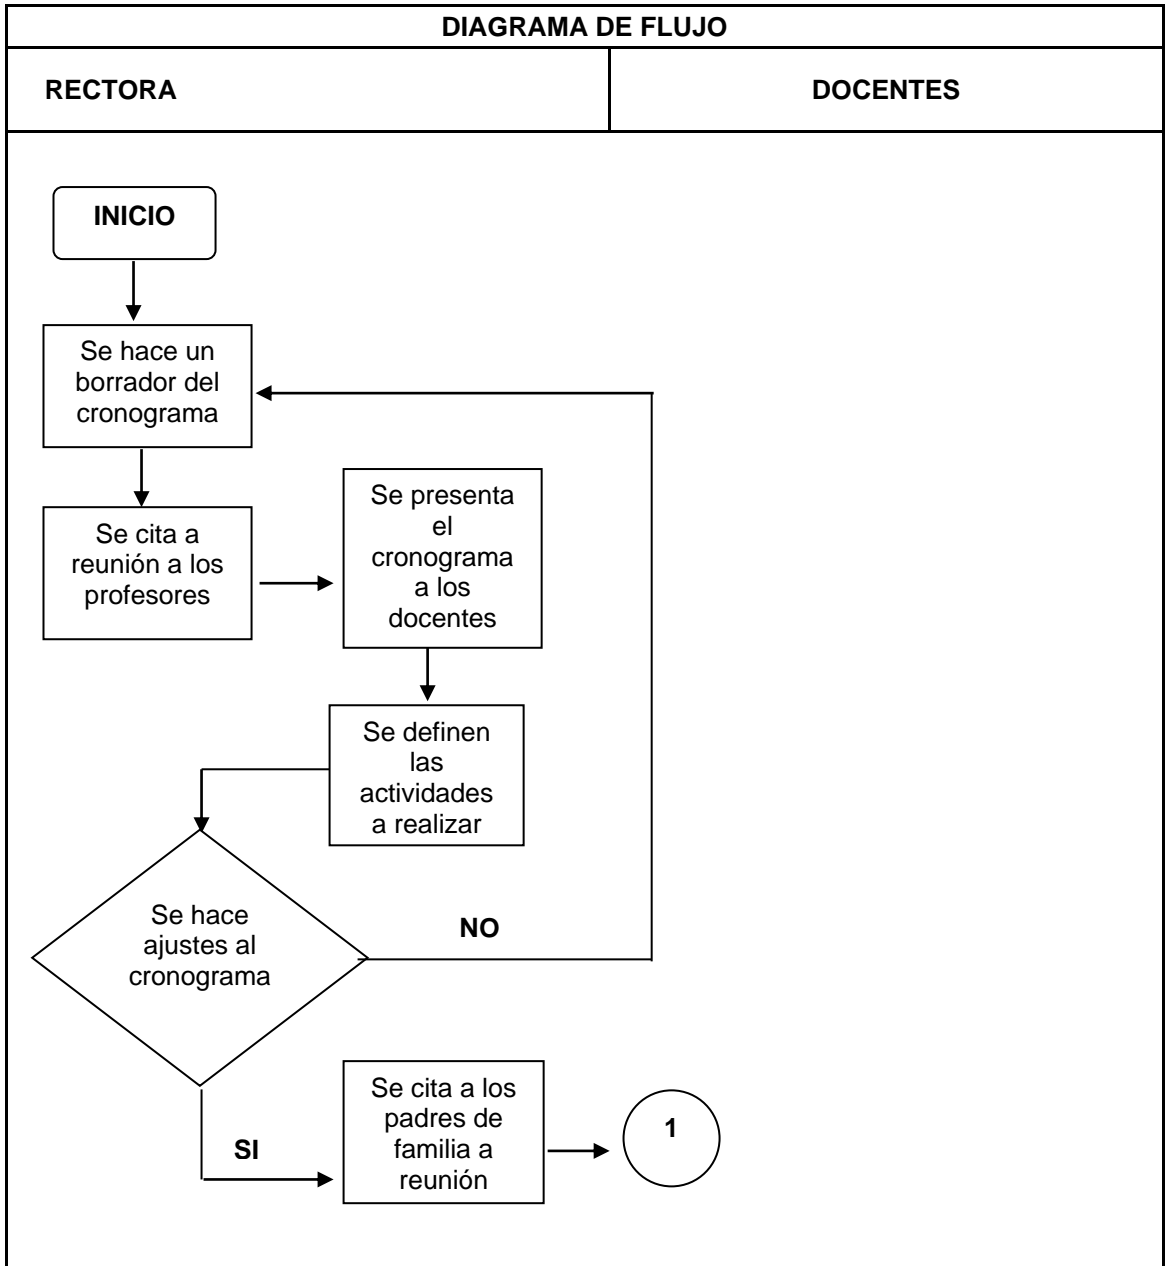 DIAGRAMA DE FLUJO
RECTORA
DOCENTES
INICIO
Se hace un
borrador del
cronograma
Se cita a
reunión a los
profesores
Se presenta
el
cronograma
a los
docentes
Se definen
las
actividades
a realizar
Se hace
ajustes al
cronograma
NO
SI
Se cita a los
padres de
familia a
reunión
1